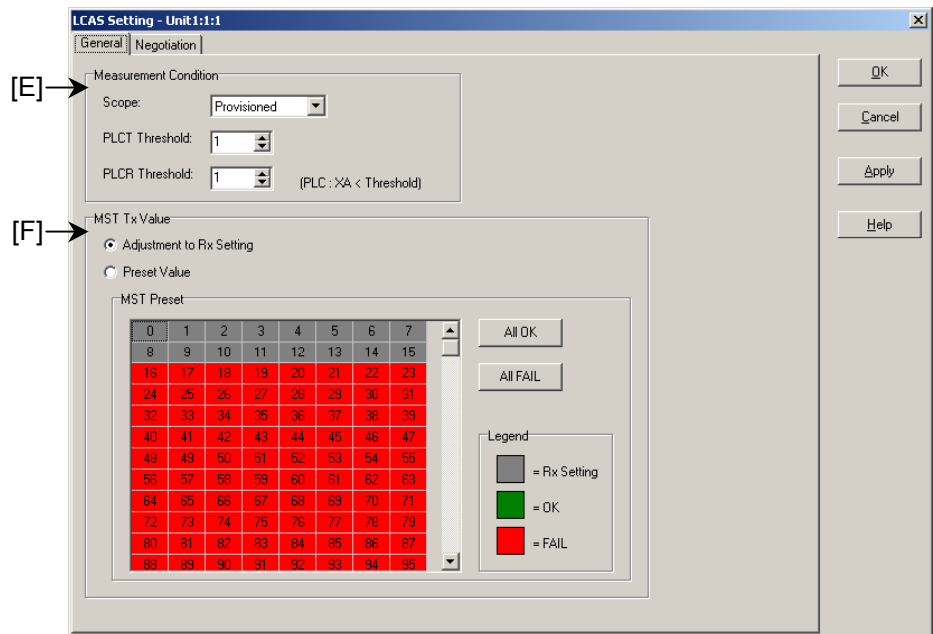 LCAS Setting - Unit1:1:1
General Negotiation
[E]
Measurement Condition
Scope: Provisioned
PLCT Threshold: 1
PLCR Threshold: 1 (PLC : XA < Threshold)
OK
Cancel
Apply
Help
[F]
MST Tx Value
Adjustment to Rx Setting
Preset Value
MST Preset
0 1 2 3 4 5 6 7
8 9 10 11 12 13 14 15
16 17 18 19 20 21 22 23
24 25 26 27 28 29 30 31
32 33 34 35 36 37 38 39
40 41 42 43 44 45 46 47
48 49 50 51 52 53 54 55
56 57 58 59 60 61 62 63
64 65 66 67 68 69 70 71
72 73 74 75 76 77 78 79
80 81 82 83 84 85 86 87
88 89 90 91 92 93 94 95
All OK
All FAIL
Legend
= Rx Setting
= OK
= FAIL